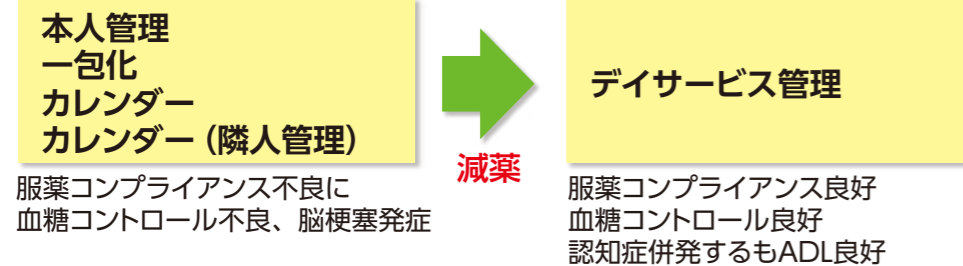 本人管理
一包化
カレンダー
カレンダー（隣人管理）
服薬コンプライアンス不良に
血糖コントロール不良、脳梗塞発症
減薬
デイサービス管理
服薬コンプライアンス良好
血糖コントロール良好
認知症併発するもADL良好